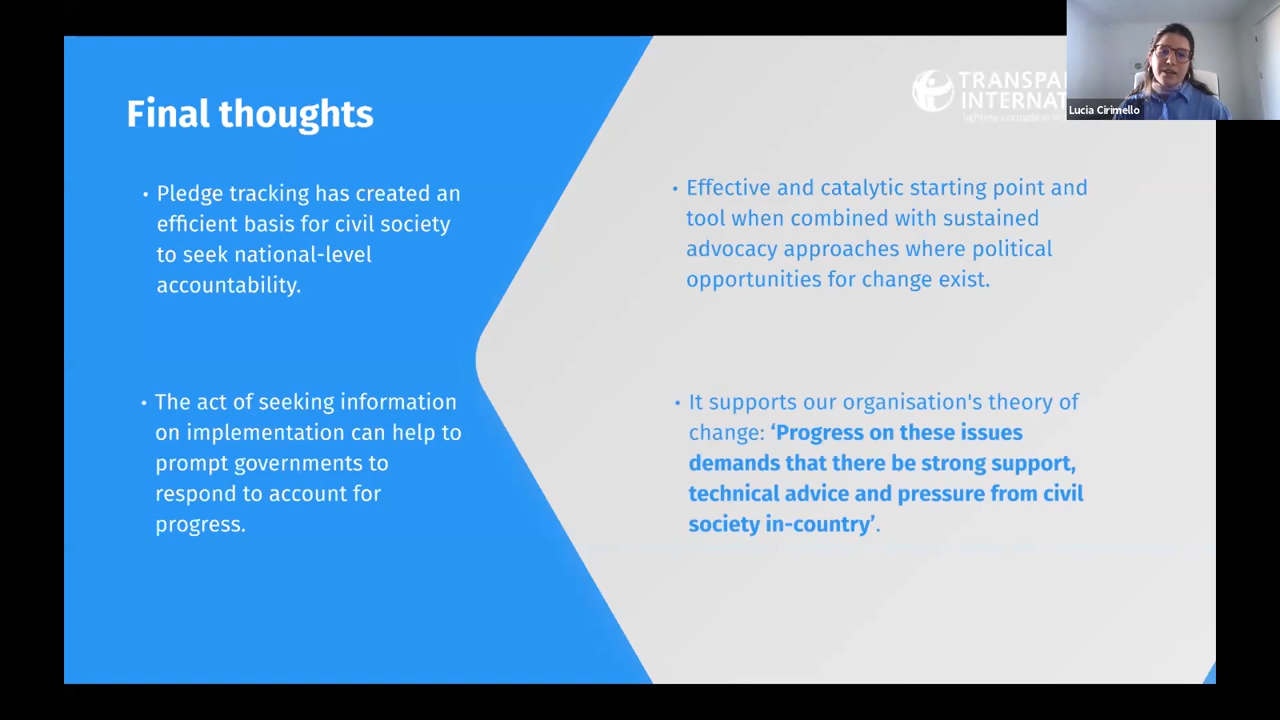 Final thoughts
• Pledge tracking has created an
efficient basis for civil society
to seek national-level
accountability.
• The act of seeking information
on implementation can help to
prompt governments to
respond to account for
progress.
TRANSPA
INTERNAT
Lucia Cirimello
• Effective and catalytic starting point and
tool when combined with sustained
advocacy approaches where political
opportunities for change exist.
• It supports our organisation's theory of
change: ‘Progress on these issues
demands that there be strong support,
technical advice and pressure from civil
society in-country’.